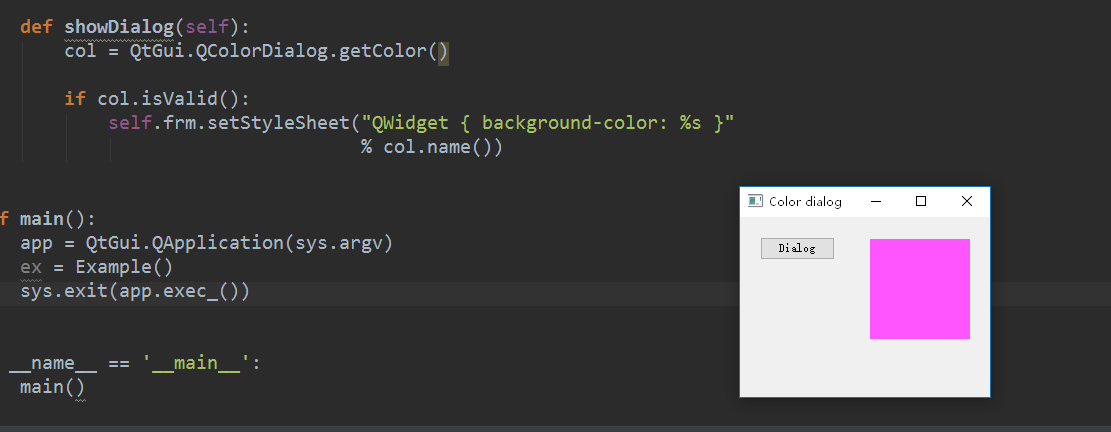 def showDialog(self):
col = QtGui.QColorDialog.getColor()
if col.isValid():
self.frm.setStyleSheet("QWidget { background-color: %s }"
% col.name())
f main():
app = QtGui.QApplication(sys.argv)
ex = Example()
sys.exit(app.exec_())
__name__ == '__main__':
main()
Color dialog
Dialog